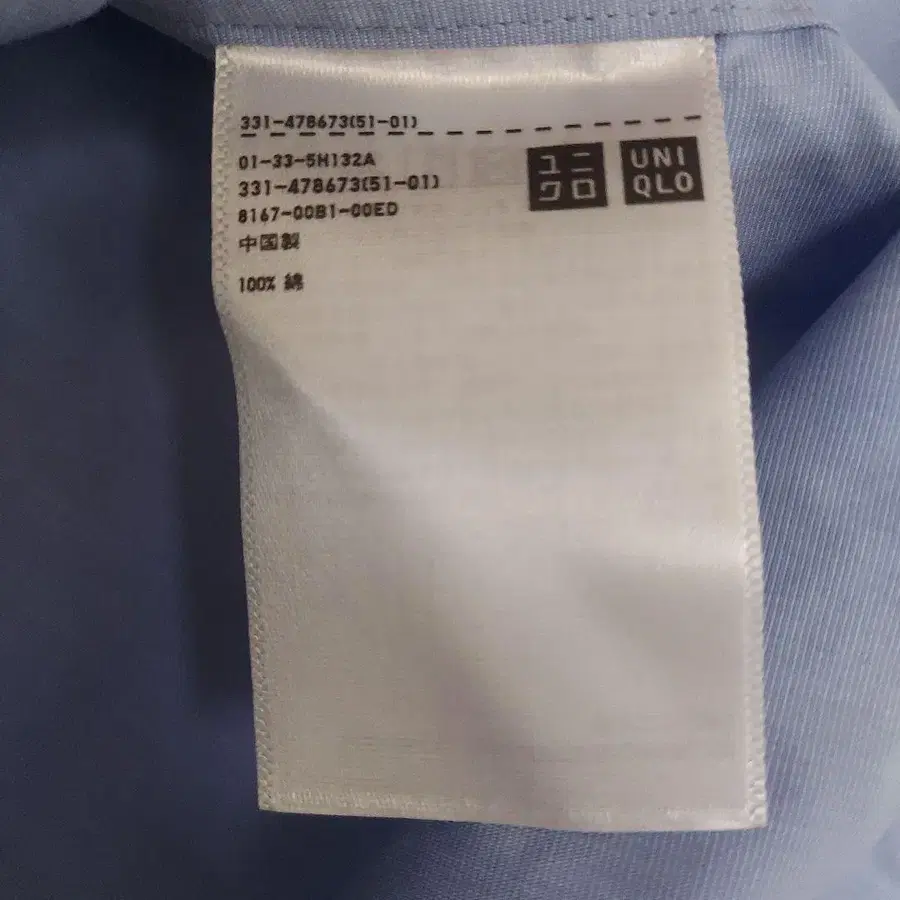 331-478673(51-01)
01-33-5H132A
331-478673(51-01)
8167-00B1-00ED
中国製
100% 綿
ユニ
クロ
UNI
QLO